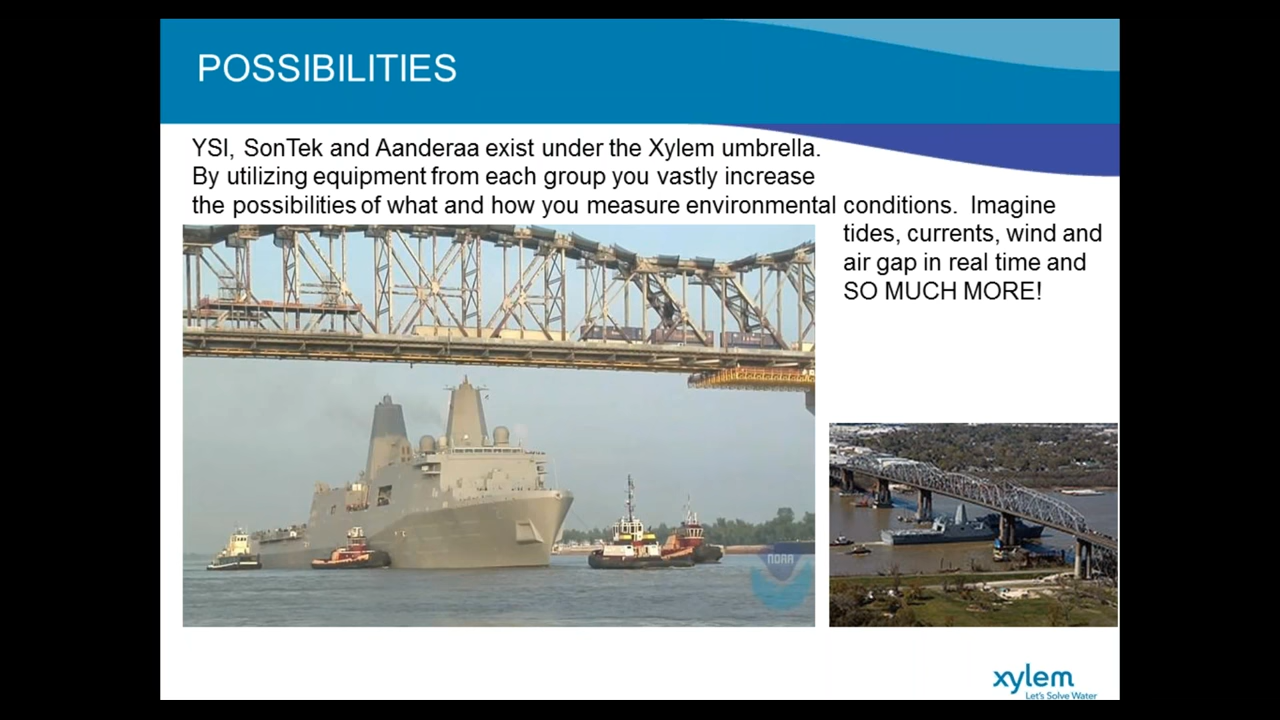 POSSIBILITIES
YSI, SonTek and Aanderaa exist under the Xylem umbrella.
By utilizing equipment from each group you vastly increase
the possibilities of what and how you measure environmental conditions. Imagine
tides, currents, wind and
air gap in real time and
SO MUCH MORE!
NOAA
xylem
Let's Solve Water